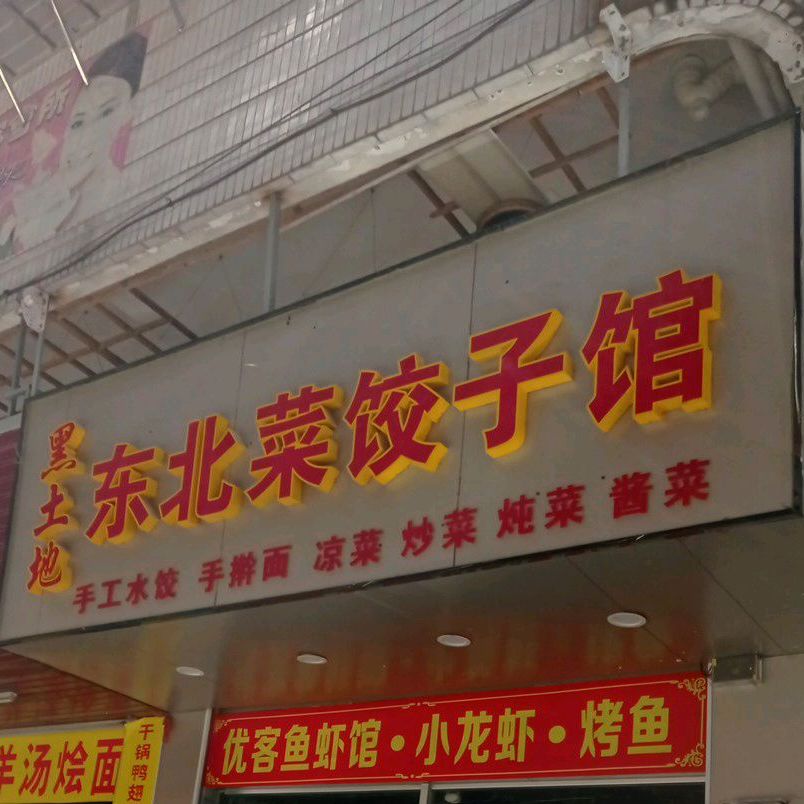 黑土地
东北菜饺子馆
手工水饺 手擀面 凉菜 炒菜 炖菜 酱菜
优客鱼虾馆·小龙虾·烤鱼
羊汤烩面
干锅鸭翅